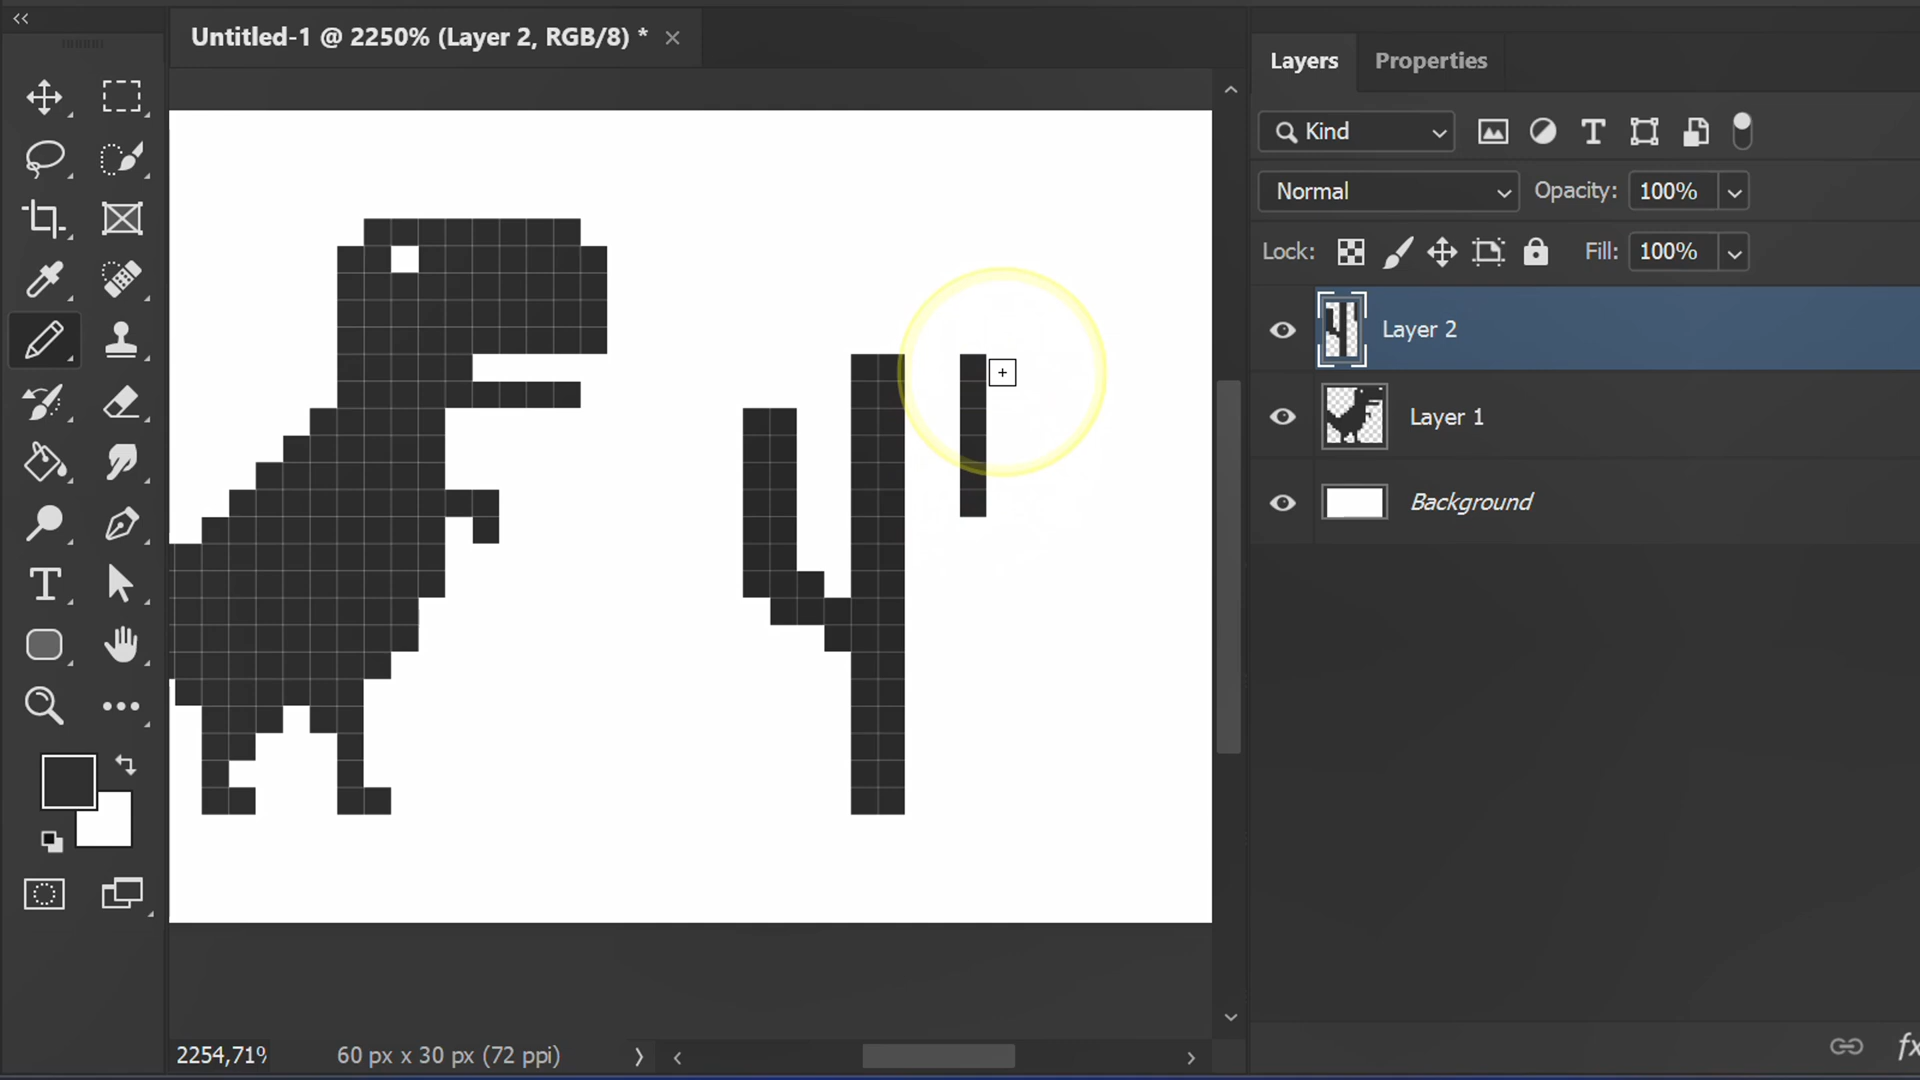 Untitled-1 @ 2250% (Layer 2, RGB/8) *
Layers
Properties
Kind
Normal
Opacity: 100%
Lock:
Fill: 100%
Layer 2
Layer 1
Background
2254,71%
60 px x 30 px (72 ppi)
fx